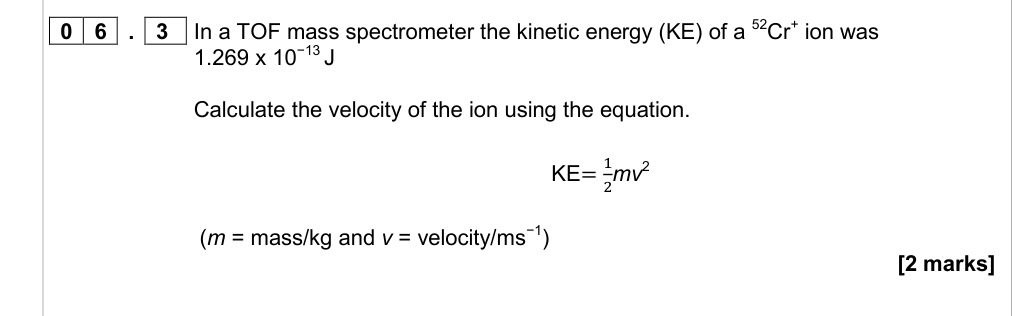 0 6 . 3 In a TOF mass spectrometer the kinetic energy (KE) of a ⁵²Cr⁺ ion was
1.269 x 10⁻¹³ J
Calculate the velocity of the ion using the equation.
KE= ½mv²
(m = mass/kg and v = velocity/ms⁻¹)
[2 marks]